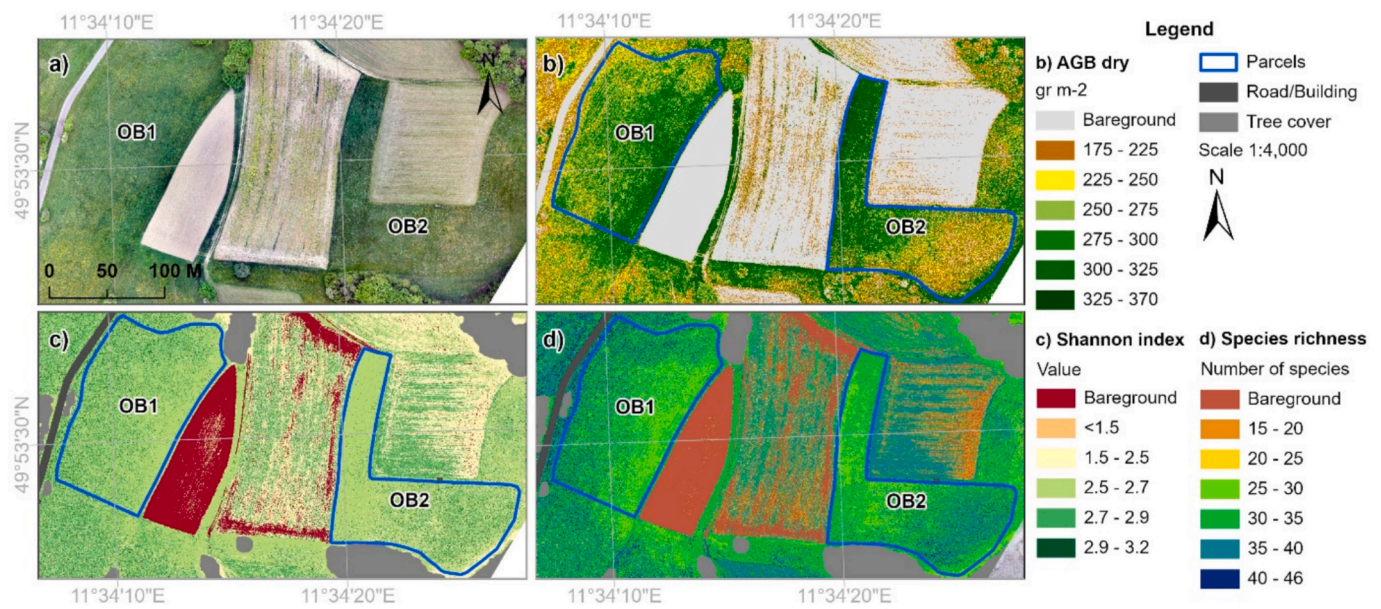 11°34'10"E
11°34'20"E
11°34'10"E
11°34'20"E
49°53'30"N
a)
N
OB1
OB2
0 50 100 M
b)
OB1
OB2
Legend
b) AGB dry
gr m-2
Bareground
175 - 225
225 - 250
250 - 275
275 - 300
300 - 325
325 - 370
Parcels
Road/Building
Tree cover
Scale 1:4,000
N
49°53'30"N
c)
OB1
OB2
d)
OB1
OB2
c) Shannon index
Value
Bareground
<1.5
1.5 - 2.5
2.5 - 2.7
2.7 - 2.9
2.9 - 3.2
d) Species richness
Number of species
Bareground
15 - 20
20 - 25
25 - 30
30 - 35
35 - 40
40 - 46
11°34'10"E
11°34'20"E
11°34'10"E
11°34'20"E